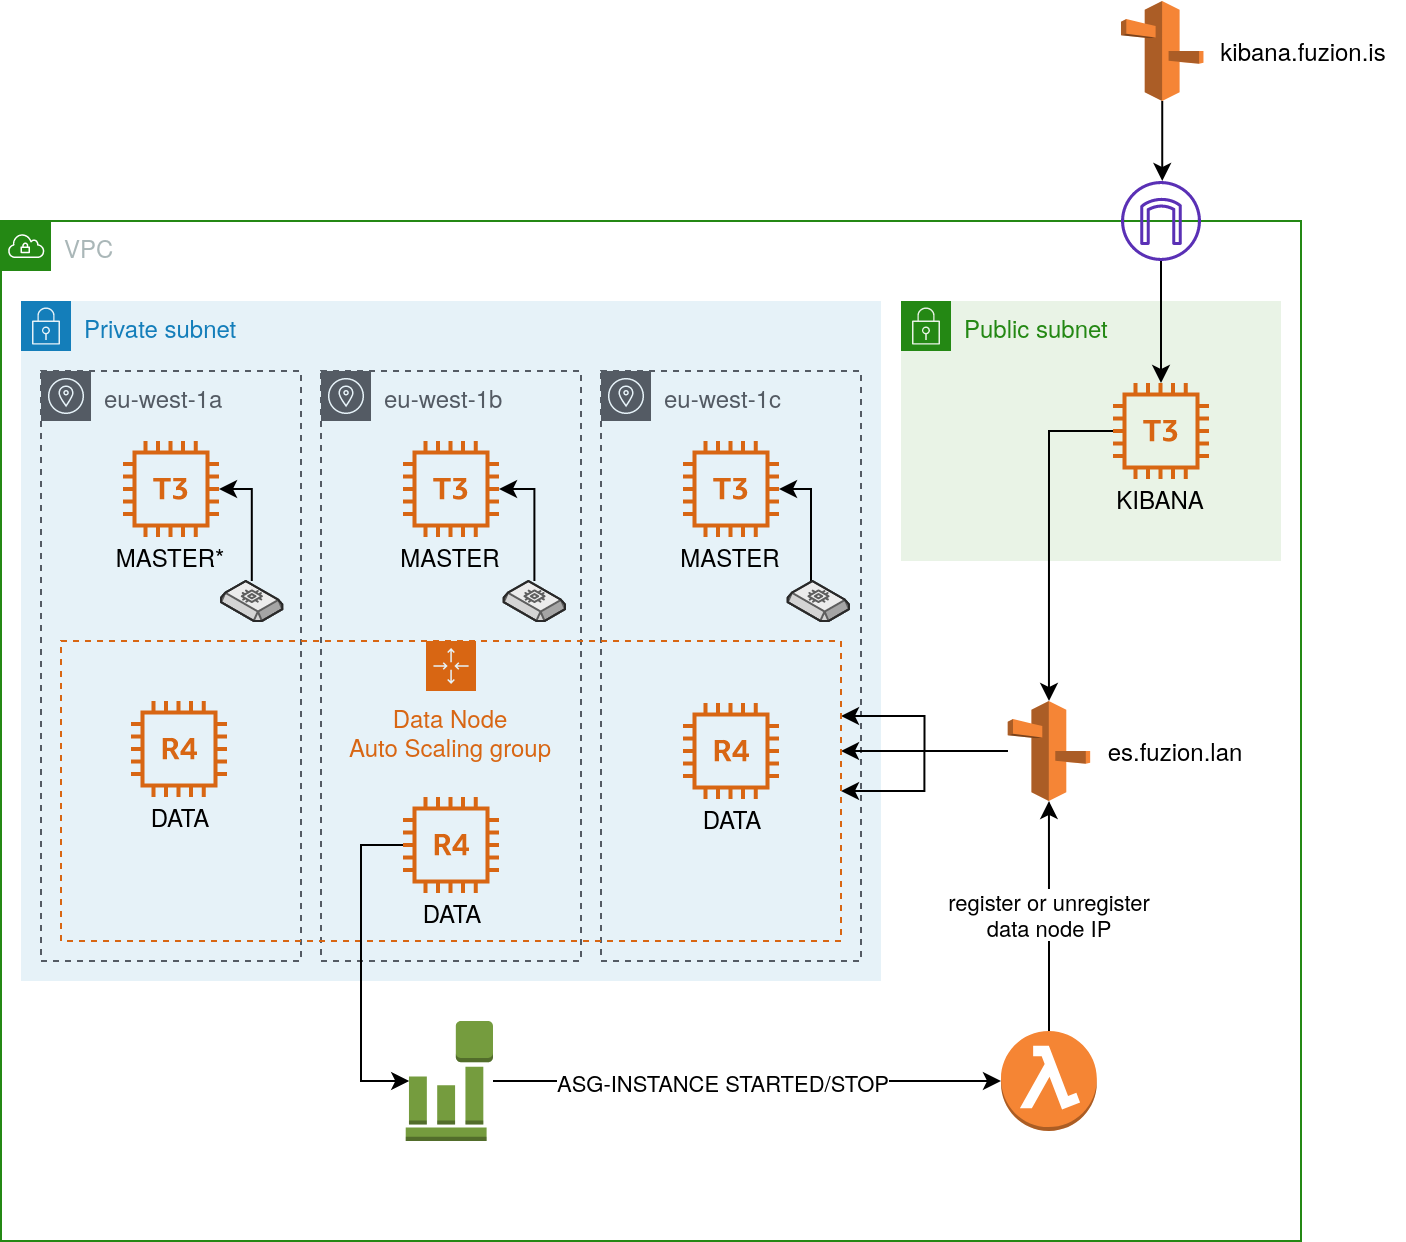 kibana.fuzion.is
VPC
Private subnet
Public subnet
eu-west-1a
eu-west-1b
eu-west-1c
T3
T3
T3
T3
KIBANA
MASTER*
MASTER
MASTER
Data Node
Auto Scaling group
R4
R4
DATA
DATA
es.fuzion.lan
R4
DATA
register or unregister
data node IP
ASG-INSTANCE STARTED/STOP